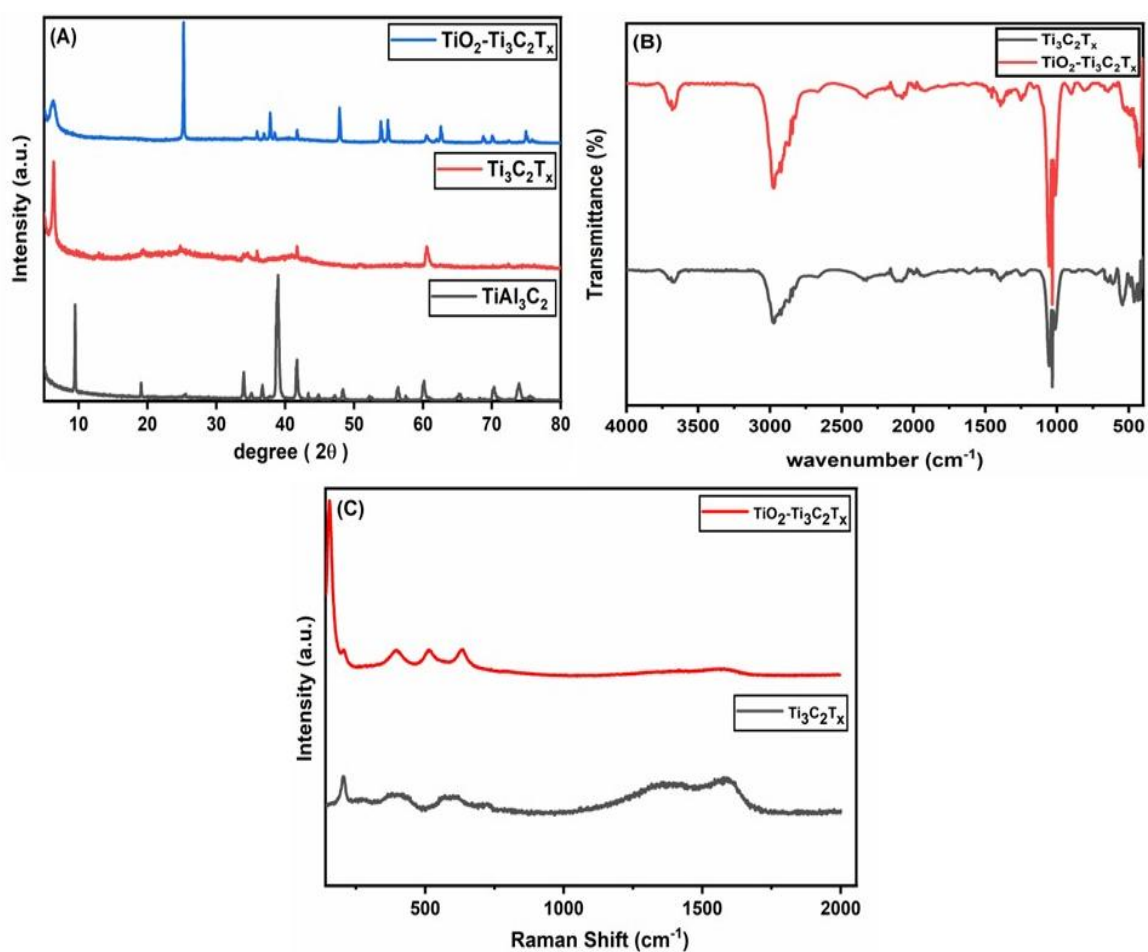 (A)
TiO₂-Ti₃C₂Tₓ
Ti₃C₂Tₓ
TiAl₃C₂
Intensity (a.u.)
10 20 30 40 50 60 70 80
degree ( 2θ )
(B)
Ti₃C₂Tₓ
TiO₂-Ti₃C₂Tₓ
Transmittance (%)
4000 3500 3000 2500 2000 1500 1000 500
wavenumber (cm⁻¹)
(C)
TiO₂-Ti₃C₂Tₓ
Ti₃C₂Tₓ
Intensity (a.u.)
500 1000 1500 2000
Raman Shift (cm⁻¹)